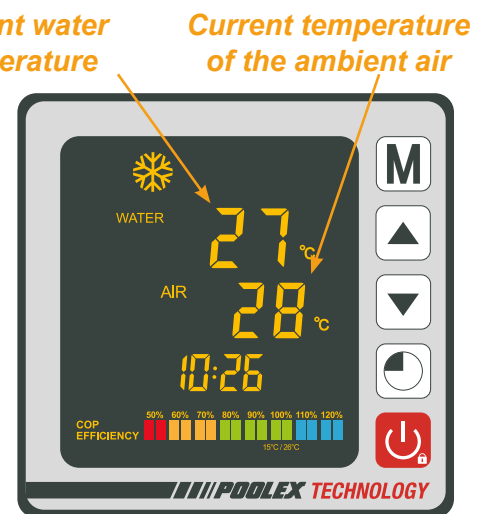 nt water
erature
Current temperature
of the ambient air
M
WATER
27 °C
AIR
28 °C
10:26
50% 60% 70% 80% 90% 100% 110% 120%
COP
EFFICIENCY
15°C / 26°C
POOLEX TECHNOLOGY